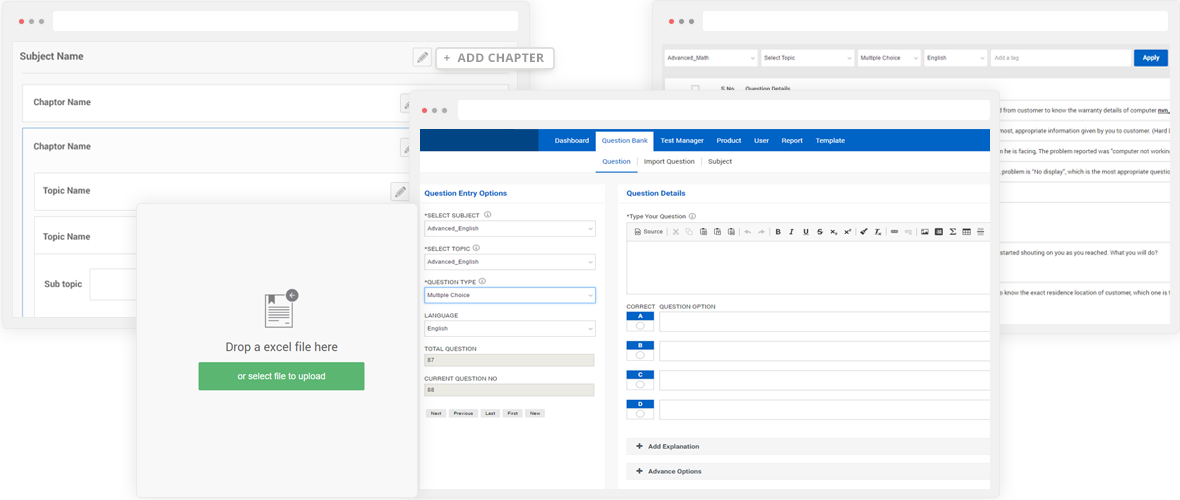 Subject Name
+ ADD CHAPTER
Chaptor Name
Chaptor Name
Topic Name
Topic Name
Sub topic
Drop a excel file here
or select file to upload
Dashboard Question Bank Test Manager Product User Report Template
Question Import Question Subject
Question Entry Options
*SELECT SUBJECT
Advanced_English
*SELECT TOPIC
Advanced_English
*QUESTION TYPE
Multiple Choice
LANGUAGE
English
TOTAL QUESTION
87
CURRENT QUESTION NO
88
Next Previous Last First New
Question Details
*Type Your Question
Source
CORRECT QUESTION OPTION
A
B
C
D
+ Add Explanation
+ Advance Options
Advanced_Math Select Topic Multiple Choice English Add a tag Apply
S.No Question Details
d from customer to know the warranty details of computer
most, appropriate information given by you to customer. (Hard
he is facing, The problem reported was "computer not working
problem is "No display", which is the most appropriate
started shouting on you as you reached. What you will do?
o know the exact residence location of customer, which one is